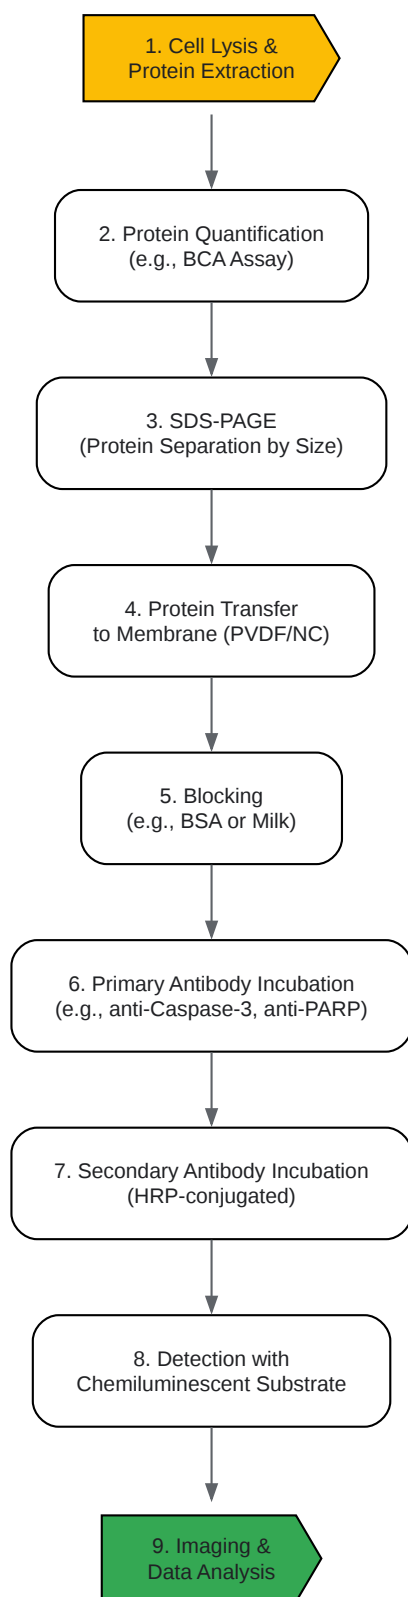 1. Cell Lysis &
Protein Extraction
2. Protein Quantification
(e.g., BCA Assay)
3. SDS-PAGE
(Protein Separation by Size)
4. Protein Transfer
to Membrane (PVDF/NC)
5. Blocking
(e.g., BSA or Milk)
6. Primary Antibody Incubation
(e.g., anti-Caspase-3, anti-PARP)
7. Secondary Antibody Incubation
(HRP-conjugated)
8. Detection with
Chemiluminescent Substrate
9. Imaging &
Data Analysis